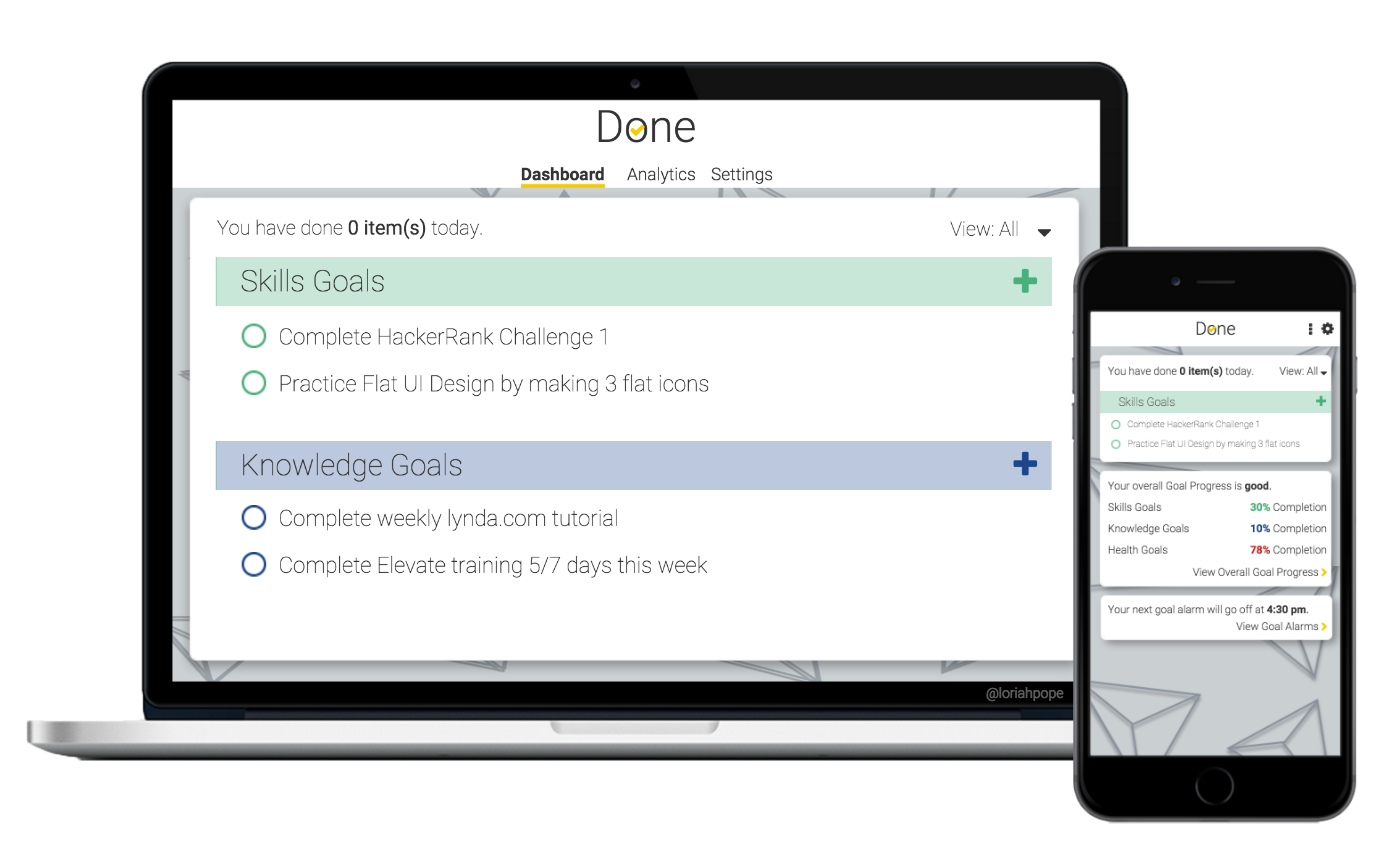 Done
Dashboard Analytics Settings
You have done 0 item(s) today. View: All
Skills Goals
Complete HackerRank Challenge 1
Practice Flat UI Design by making 3 flat icons
Knowledge Goals
Complete weekly lynda.com tutorial
Complete Elevate training 5/7 days this week
@loriahpope
Done
You have done 0 item(s) today. View: All
Skills Goals
Complete HackerRank Challenge 1
Practice Flat UI Design by making 3 flat icons
Your overall Goal Progress is good.
Skills Goals 30% Completion
Knowledge Goals 10% Completion
Health Goals 78% Completion
View Overall Goal Progress
Your next goal alarm will go off at 4:30 pm.
View Goal Alarms